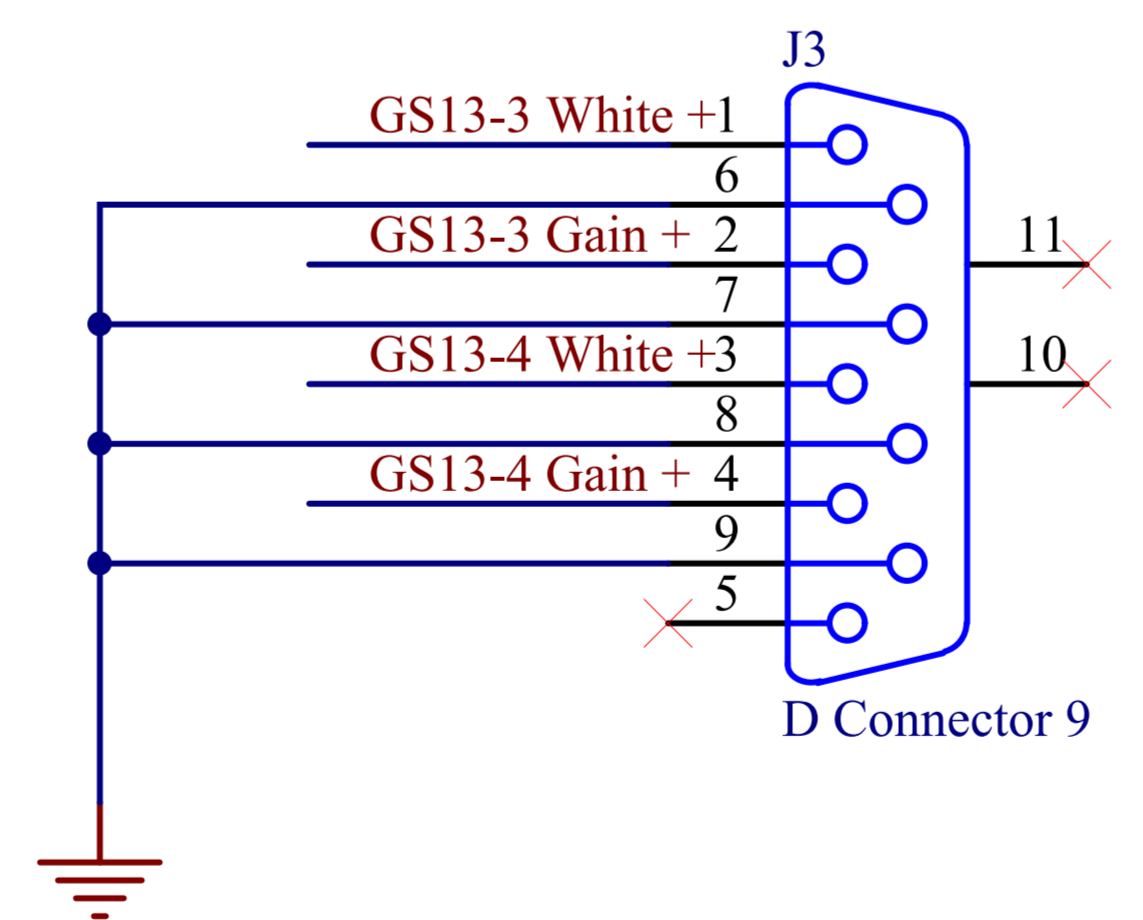 J3
GS13-3 White +1
6
GS13-3 Gain + 2
11
7
GS13-4 White +3
10
8
GS13-4 Gain + 4
9
5
D Connector 9